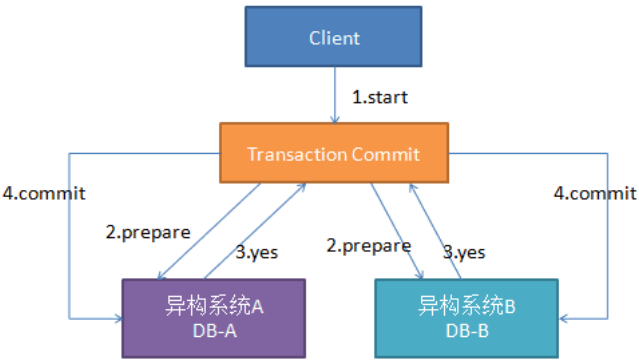 Client
1.start
Transaction Commit
4.commit
4.commit
2.prepare
3.yes
2.prepare
3.yes
异构系统A
DB-A
异构系统B
DB-B